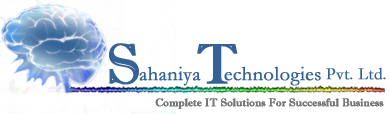 Sahaniya Technologies Pvt. Ltd.
Complete IT Solutions For Successful Business